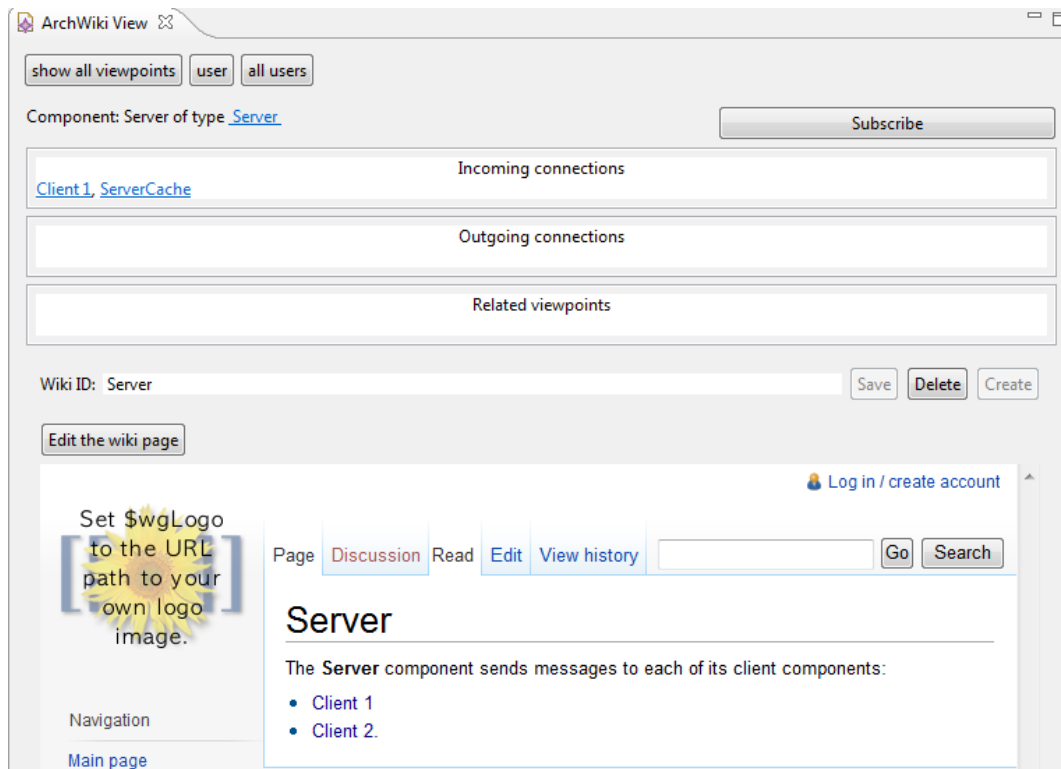 ArchWiki View
show all viewpoints user all users
Component: Server of type Server
Subscribe
Incoming connections
Client 1, ServerCache
Outgoing connections
Related viewpoints
Wiki ID: Server Save Delete Create
Edit the wiki page
Log in / create account
Set $wgLogo
to the URL
path to your
own logo
image.
Page Discussion Read Edit View history Go Search
Server
The Server component sends messages to each of its client components:
• Client 1
• Client 2.
Navigation
Main page